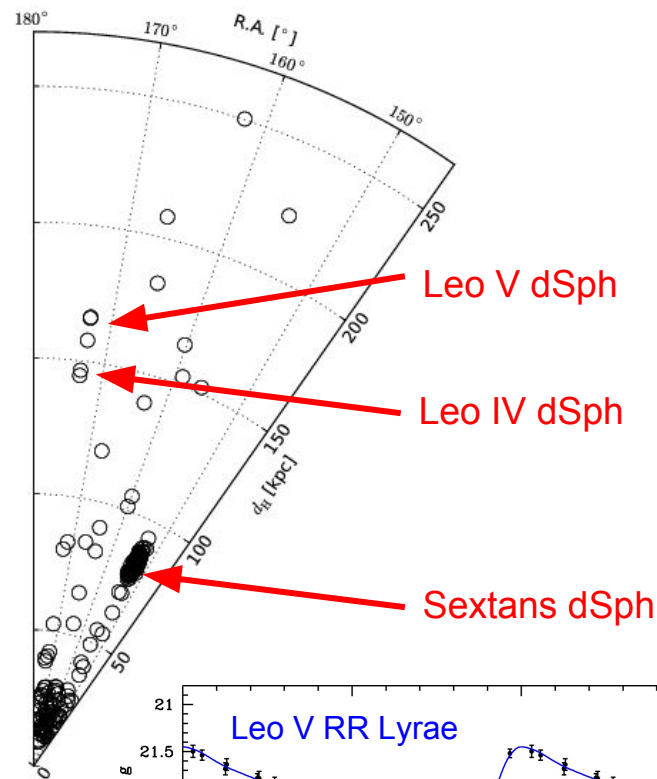 180°
R.A. [°]
170°
160°
150°
250
Leo V dSph
200
Leo IV dSph
150
d_H [kpc]
100
Sextans dSph
50
0
21
Leo V RR Lyrae
21.5
g